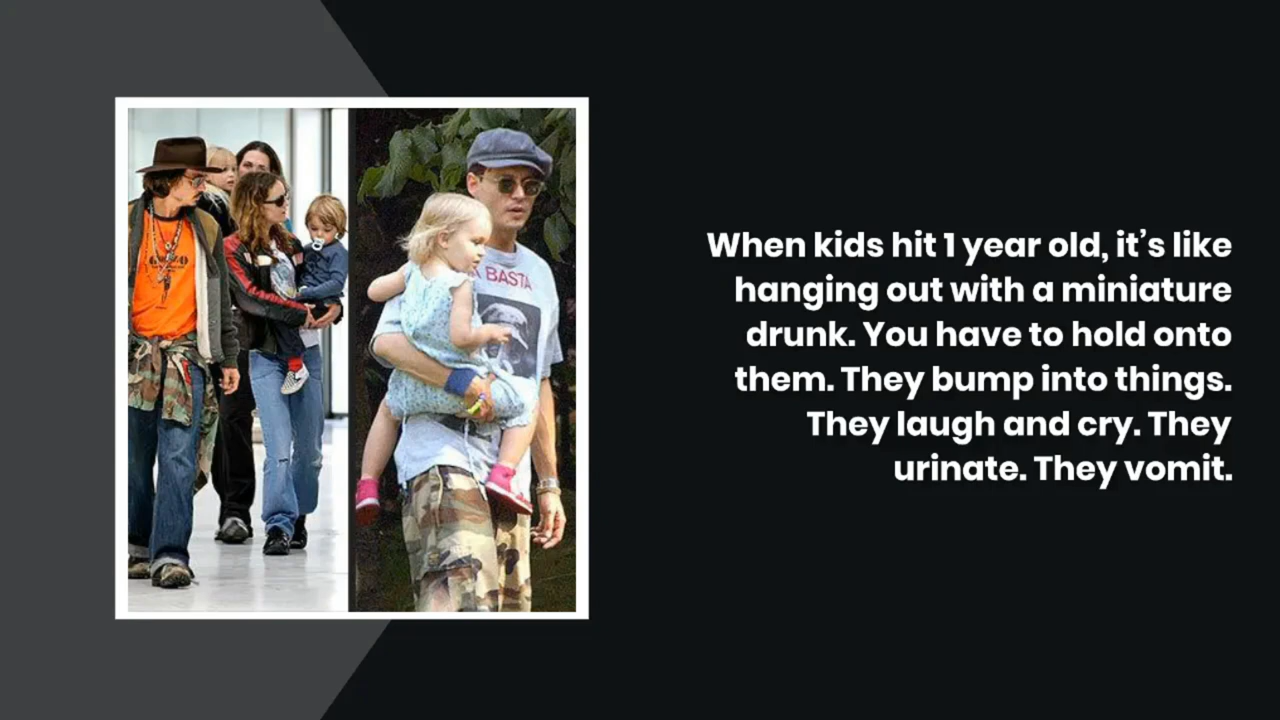 A BASTA
When kids hit 1 year old, it’s like
hanging out with a miniature
drunk. You have to hold onto
them. They bump into things.
They laugh and cry. They
urinate. They vomit.